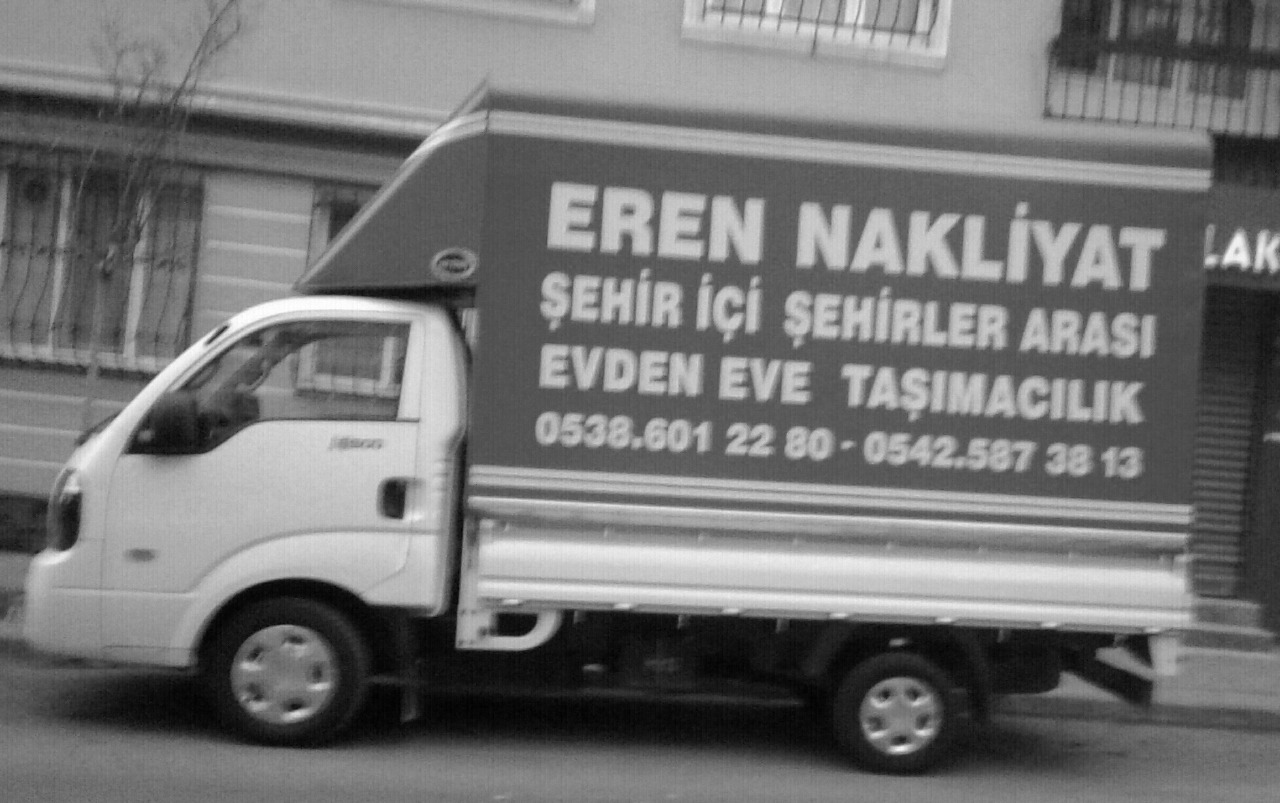 EREN NAKLİYAT
ŞEHİR İÇİ ŞEHİRLER ARASI
EVDEN EVE TAŞIMACILIK
0538.601 22 80 - 0542.587 38 13
LAK